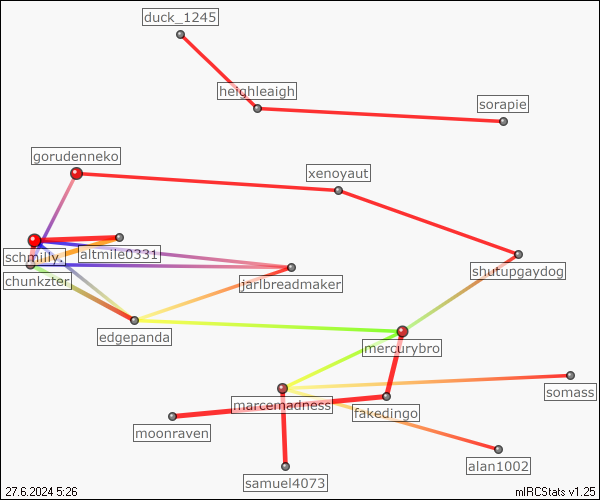 duck_1245
heighleaigh
sorapie
gorudenneko
xenoyaut
schmilly.
altmile0331
chunkzter
jarlbreadmaker
shutupgaydog
edgepanda
mercurybro
somass
marcemadness
fakedingo
moonraven
alan1002
samuel4073
27.6.2024 5:26
mIRCStats v1.25